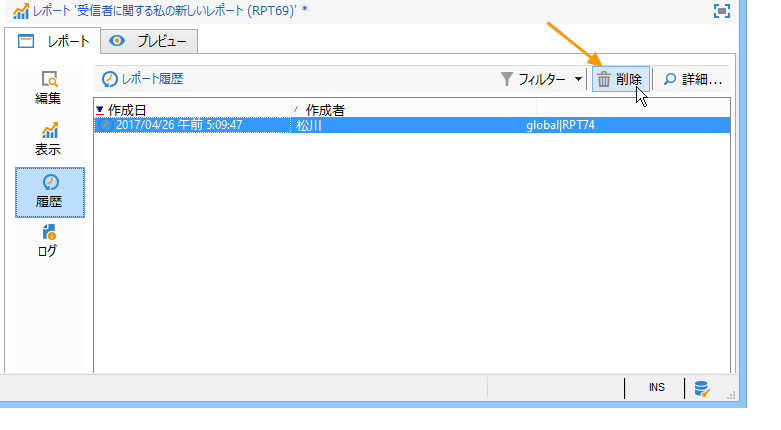 レポート '受信者に関する私の新しいレポート (RPT69)' *
レポート プレビュー
編集
表示
履歴
ログ
レポート履歴 フィルター 削除 詳細...
作成日 作成者
2017/04/26 午前 5:09:47 松川 global|RPT74
INS